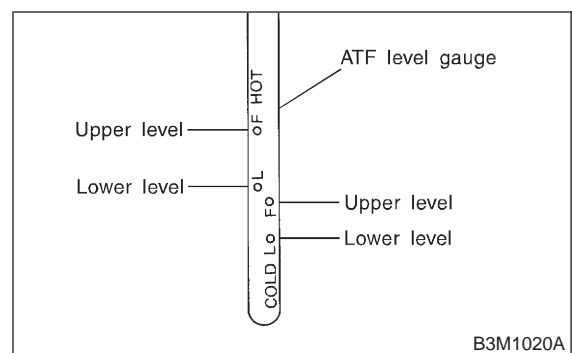 ATF level gauge
F HOT
Upper level
L
Lower level
F
Upper level
COLD L
Lower level
B3M1020A